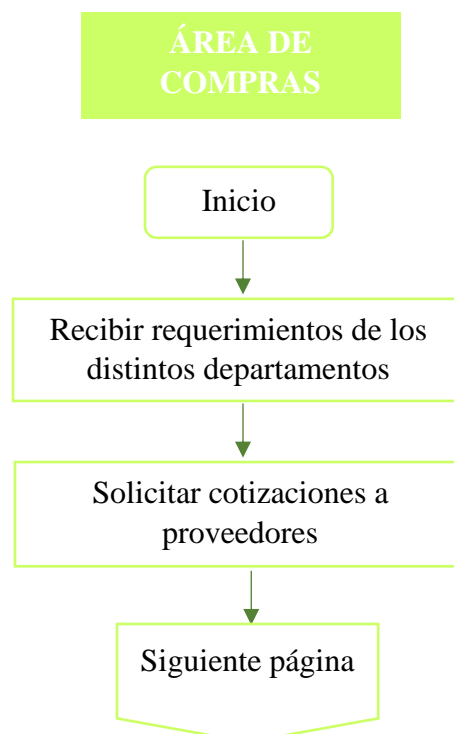 ÁREA DE
COMPRAS
Inicio
Recibir requerimientos de los
distintos departamentos
Solicitar cotizaciones a
proveedores
Siguiente página